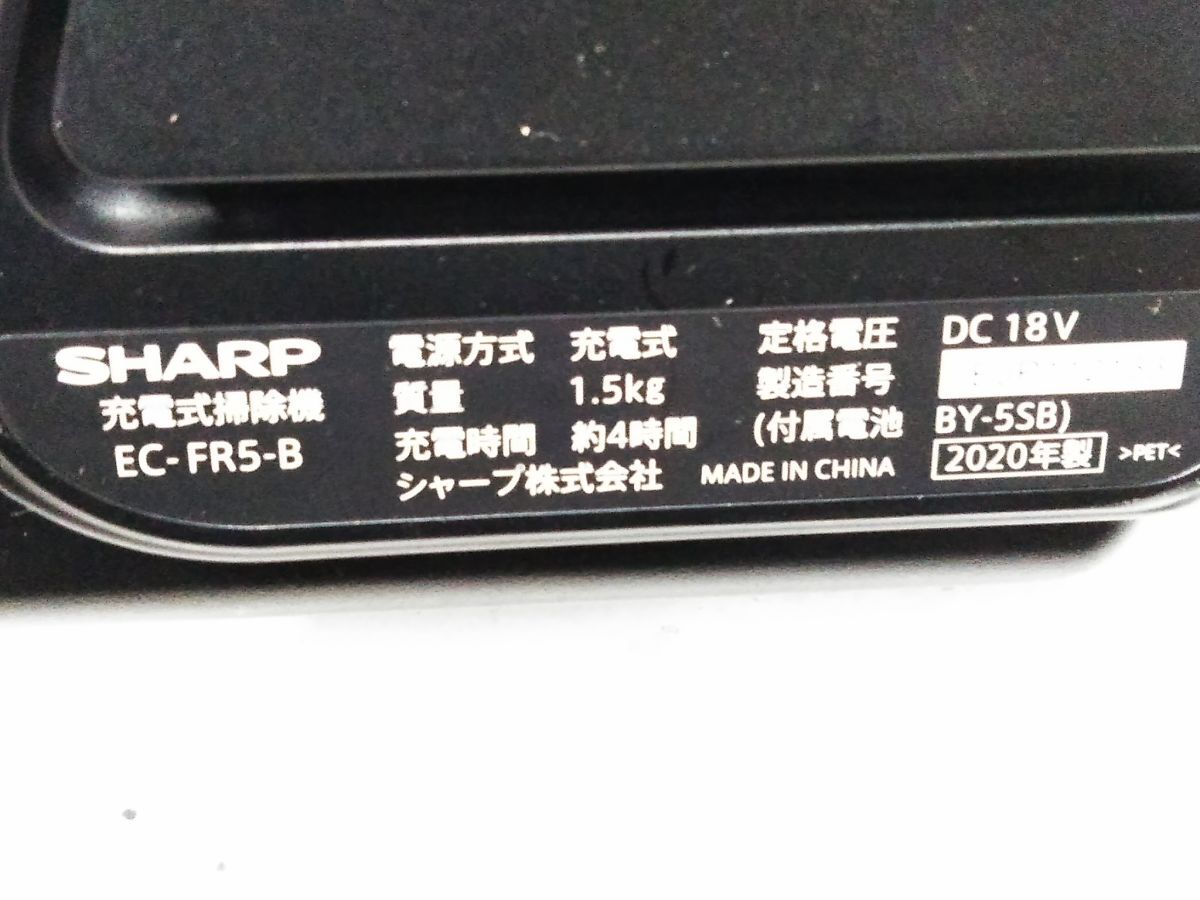 SHARP
充電式掃除機
EC-FR5-B
電源方式 充電式
質量 1.5kg
充電時間 約4時間
シャープ株式会社
定格電圧 DC 18V
製造番号
(付属電池 BY-5SB)
MADE IN CHINA 2020年製 >PET<